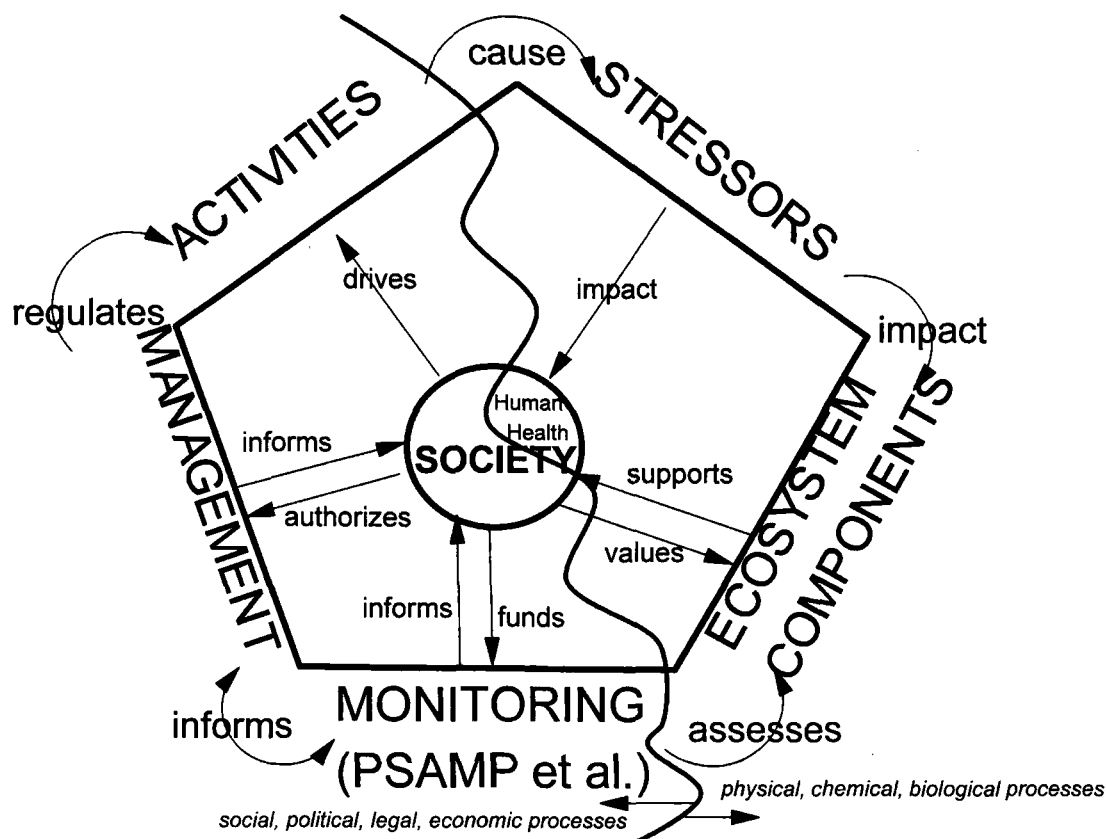 cause
ACTIVITIES
STRESSORS
drives
impact
regulates
impact
MANAGEMENT
Human
Health
SOCIETY
informs
authorizes
supports
values
ECOSYSTEM
COMPONENTS
informs
funds
informs
MONITORING
(PSAMP et al.)
assesses
physical, chemical, biological processes
social, political, legal, economic processes